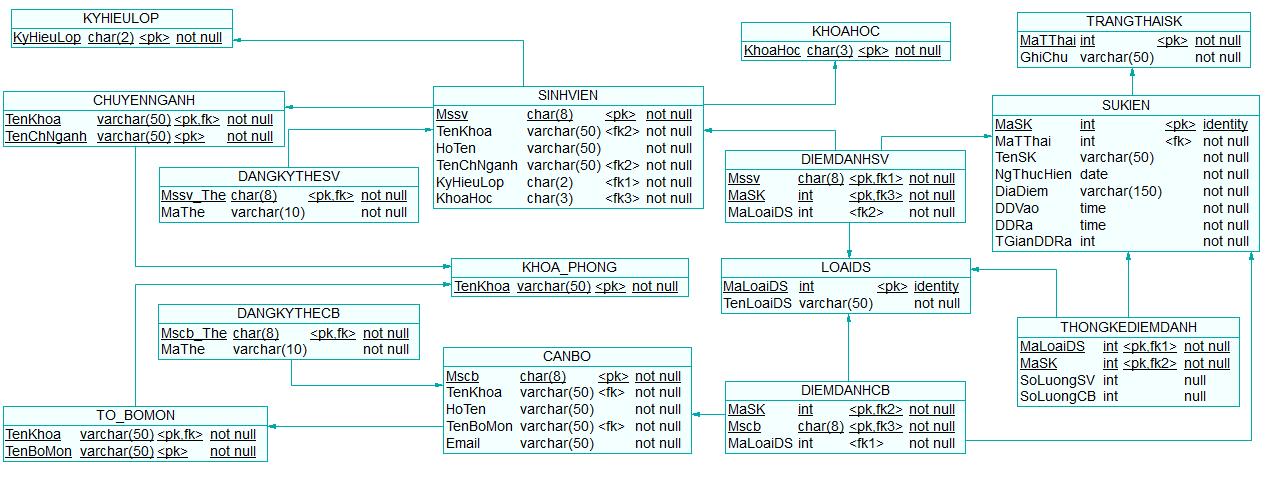 KYHIEULOP
KyHieuLop char(2) <pk> not null
KHOAHOC
KhoaHoc char(3) <pk> not null
TRANGTHAISK
MaTThai int <pk> not null
GhiChu varchar(50) not null
CHUYENNGANH
TenKhoa varchar(50) <pk,fk> not null
TenChNganh varchar(50) <pk> not null
SINHVIEN
Mssv char(8) <pk> not null
TenKhoa varchar(50) <fk2> not null
HoTen varchar(50) not null
TenChNganh varchar(50) <fk2> not null
KyHieuLop char(2) <fk1> not null
KhoaHoc char(3) <fk3> not null
SUKIEN
MaSK int <pk> identity
MaTThai int <fk> not null
TenSK varchar(50) not null
NgThucHien date not null
DiaDiem varchar(150) not null
DDVao time not null
DDRa time not null
TGianDDRa int not null
DANGKYTHESV
Mssv_The char(8) <pk,fk> not null
MaThe varchar(10) not null
DIEMDANHSV
Mssv char(8) <pk,fk1> not null
MaSK int <pk,fk3> not null
MaLoaiDS int <fk2> not null
KHOA_PHONG
TenKhoa varchar(50) <pk> not null
LOAIDS
MaLoaiDS int <pk> identity
TenLoaiDS varchar(50) not null
DANGKYTHECB
Mscb_The char(8) <pk,fk> not null
MaThe varchar(10) not null
THONGKEDIEMDANH
MaLoaiDS int <pk,fk1> not null
MaSK int <pk,fk2> not null
SoLuongSV int null
SoLuongCB int null
CANBO
Mscb char(8) <pk> not null
TenKhoa varchar(50) <fk> not null
HoTen varchar(50) not null
TenBoMon varchar(50) <fk> not null
Email varchar(50) not null
DIEMDANHCB
MaSK int <pk,fk2> not null
Mscb char(8) <pk,fk3> not null
MaLoaiDS int <fk1> not null
TO_BOMON
TenKhoa varchar(50) <pk,fk> not null
TenBoMon varchar(50) <pk> not null